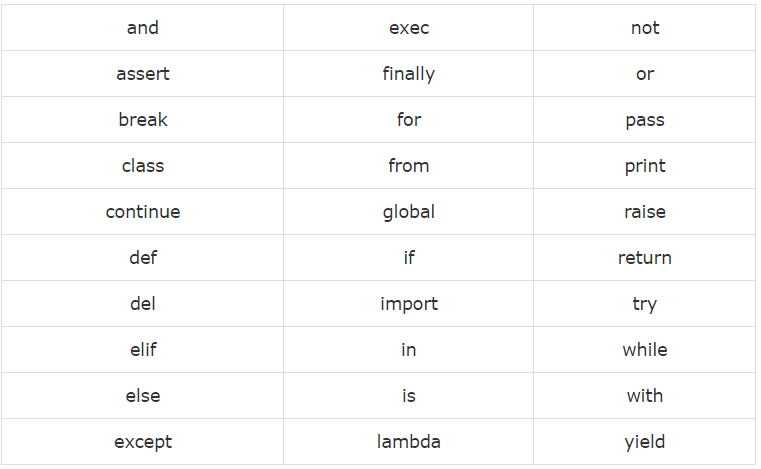 and exec not
assert finally or
break for pass
class from print
continue global raise
def if return
del import try
elif in while
else is with
except lambda yield